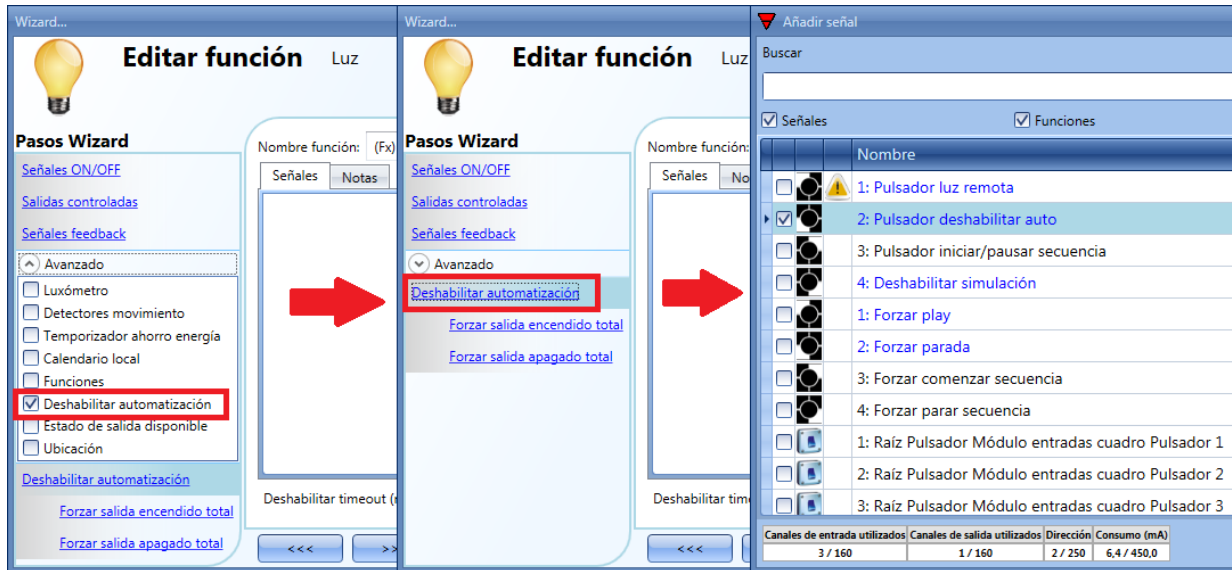 Wizard...
Editar función Luz
Pasos Wizard
Señales ON/OFF
Salidas controladas
Señales feedback
Avanzado
Luxómetro
Detectores movimiento
Temporizador ahorro energía
Calendario local
Funciones
Deshabilitar automatización
Estado de salida disponible
Ubicación
Deshabilitar automatización
Forzar salida encendido total
Forzar salida apagado total
Nombre función: (Fx)
Señales Notas
Deshabilitar timeout (
<<< >>
Wizard...
Editar función Luz
Pasos Wizard
Señales ON/OFF
Salidas controladas
Señales feedback
Avanzado
Deshabilitar automatización
Forzar salida encendido total
Forzar salida apagado total
Nombre función:
Señales No
Deshabilitar time
<<<
Añadir señal
Buscar
Señales Funciones
Nombre
1: Pulsador luz remota
2: Pulsador deshabilitar auto
3: Pulsador iniciar/pausar secuencia
4: Deshabilitar simulación
1: Forzar play
2: Forzar parada
3: Forzar comenzar secuencia
4: Forzar parar secuencia
1: Raíz Pulsador Módulo entradas cuadro Pulsador 1
2: Raíz Pulsador Módulo entradas cuadro Pulsador 2
3: Raíz Pulsador Módulo entradas cuadro Pulsador 3
Canales de entrada utilizados Canales de salida utilizados Dirección Consumo (mA)
3 / 160 1 / 160 2 / 250 6,4 / 450,0